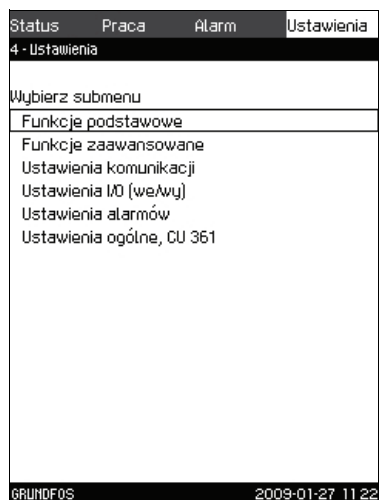 Status Praca Alarm Ustawienia
4 - Ustawienia
Wybierz submenu
Funkcje podstawowe
Funkcje zaawansowane
Ustawienia komunikacji
Ustawienia I/O (we/wy)
Ustawienia alarmów
Ustawienia ogólne, CU 361
GRUNDFOS 2009-01-27 11:22